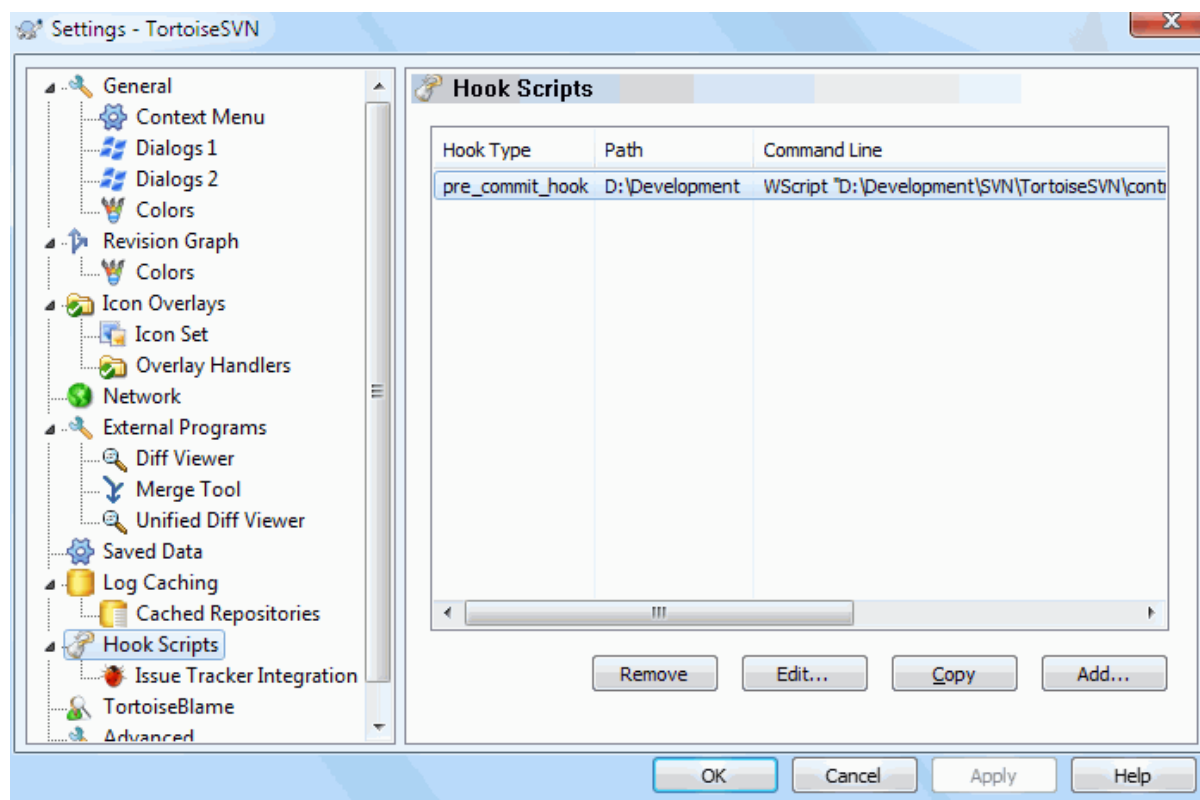 Settings - TortoiseSVN
General
Context Menu
Dialogs 1
Dialogs 2
Colors
Revision Graph
Colors
Icon Overlays
Icon Set
Overlay Handlers
Network
External Programs
Diff Viewer
Merge Tool
Unified Diff Viewer
Saved Data
Log Caching
Cached Repositories
Hook Scripts
Issue Tracker Integration
TortoiseBlame
Advanced
Hook Scripts
Hook Type Path Command Line
pre_commit_hook D:\Development WScript "D:\Development\SVN\TortoiseSVN\contr
Remove Edit... Copy Add...
OK Cancel Apply Help